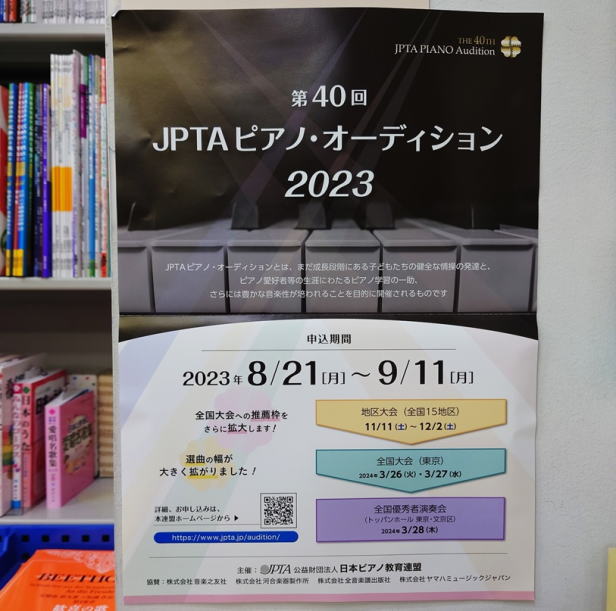 THE 40TH
JPTA PIANO Audition
第40回
JPTAピアノ・オーディション
2023
JPTAピアノ・オーディションとは、まだ成長段階にある子どもたちの健全な情操の発達と、
ピアノ愛好者等の生涯にわたるピアノ学習の一助、
さらには豊かな音楽性が培われることを目的に開催されるものです
申込期間
2023年 8/21[月]〜9/11[月]
全国大会への推薦枠を
さらに拡大します！
選曲の幅が
大きく拡がりました！
詳細、お申し込みは、
本連盟ホームページから ▶
https://www.jpta.jp/audition/
地区大会（全国15地区）
11/11（土）〜12/2（土）
全国大会（東京）
2024年3/26（火）・3/27（水）
全国優秀者演奏会
（トッパンホール 東京・文京区）
2024年3/28（木）
主催：JPTA 公益財団法人 日本ピアノ教育連盟
協賛：株式会社音楽之友社 株式会社河合楽器製作所 株式会社全音楽譜出版社 株式会社ヤマハミュージックジャパン
日本のうた
愛唱名歌集
BEETHO